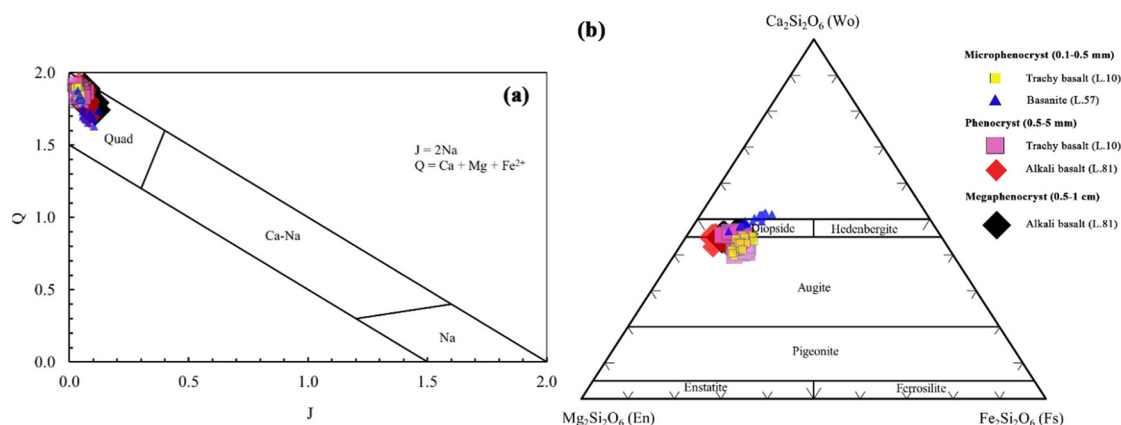 (a)
Q
2.0
1.5
1.0
0.5
0.0
Quad
J = 2Na
Q = Ca + Mg + Fe²⁺
Ca-Na
Na
0.0
0.5
1.0
1.5
2.0
J
(b)
Ca₂Si₂O₆ (Wo)
Diopside
Hedenbergite
Augite
Pigeonite
Enstatite
Ferrosilite
Mg₂Si₂O₆ (En)
Fe₂Si₂O₆ (Fs)
Microphenocryst (0.1-0.5 mm)
Trachy basalt (L.10)
Basanite (L.57)
Phenocryst (0.5-5 mm)
Trachy basalt (L.10)
Alkali basalt (L.81)
Megaphenocryst (0.5-1 cm)
Alkali basalt (L.81)